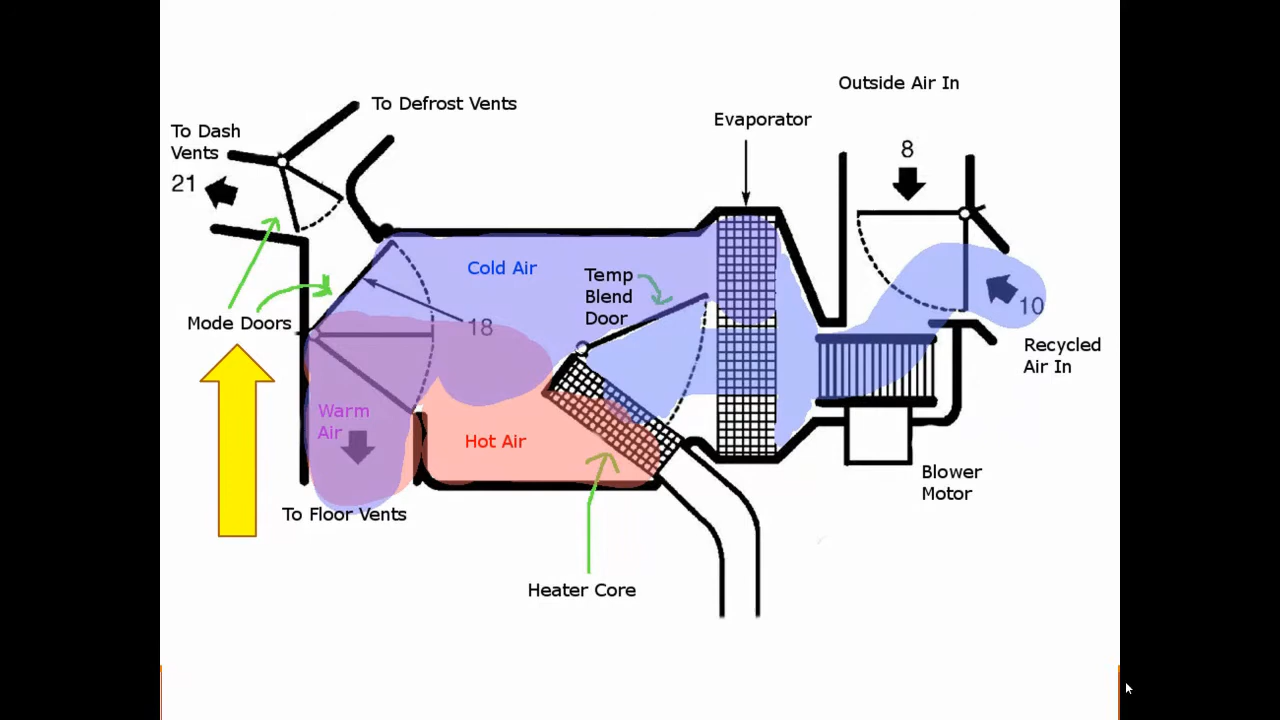 Outside Air In
To Defrost Vents
Evaporator
To Dash
Vents
8
21
Cold Air
Temp
Blend
Door
10
Mode Doors
18
Recycled
Air In
Warm
Air
Hot Air
Blower
Motor
To Floor Vents
Heater Core